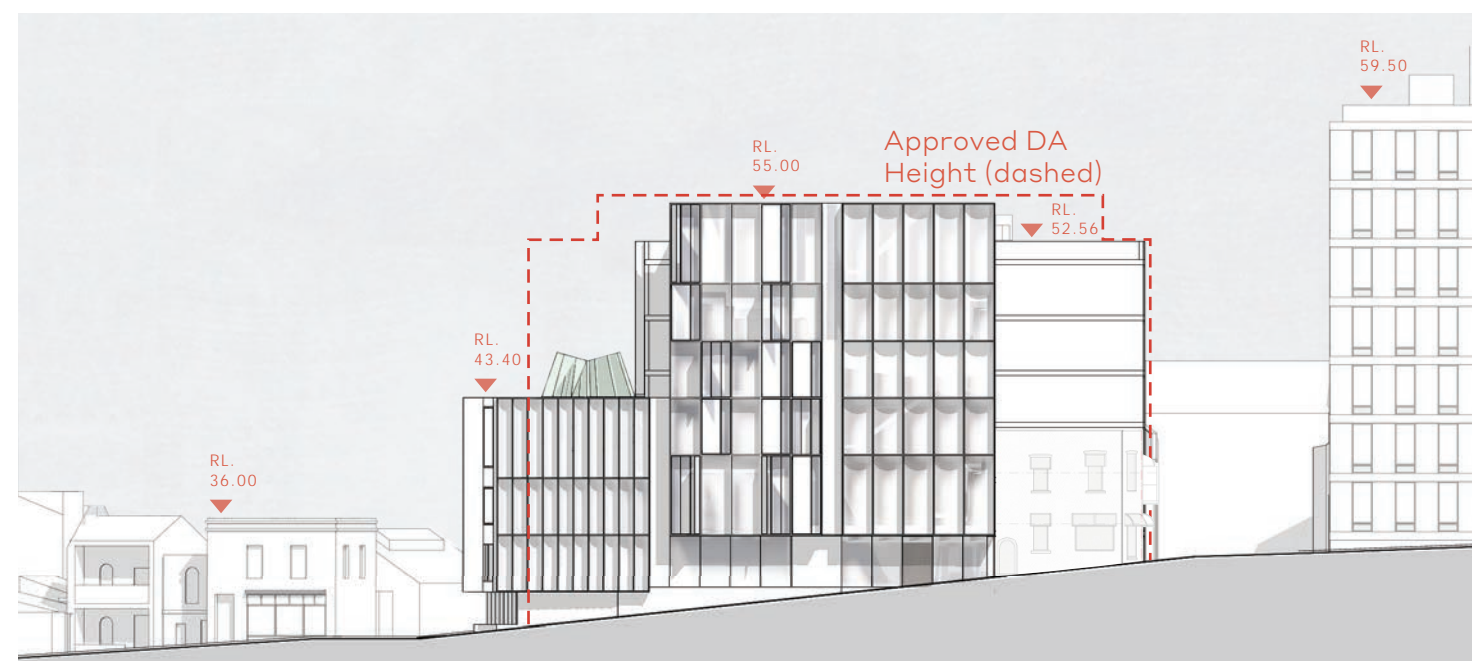 RL.
59.50
Approved DA
Height (dashed)
RL.
55.00
RL.
52.56
RL.
43.40
RL.
36.00